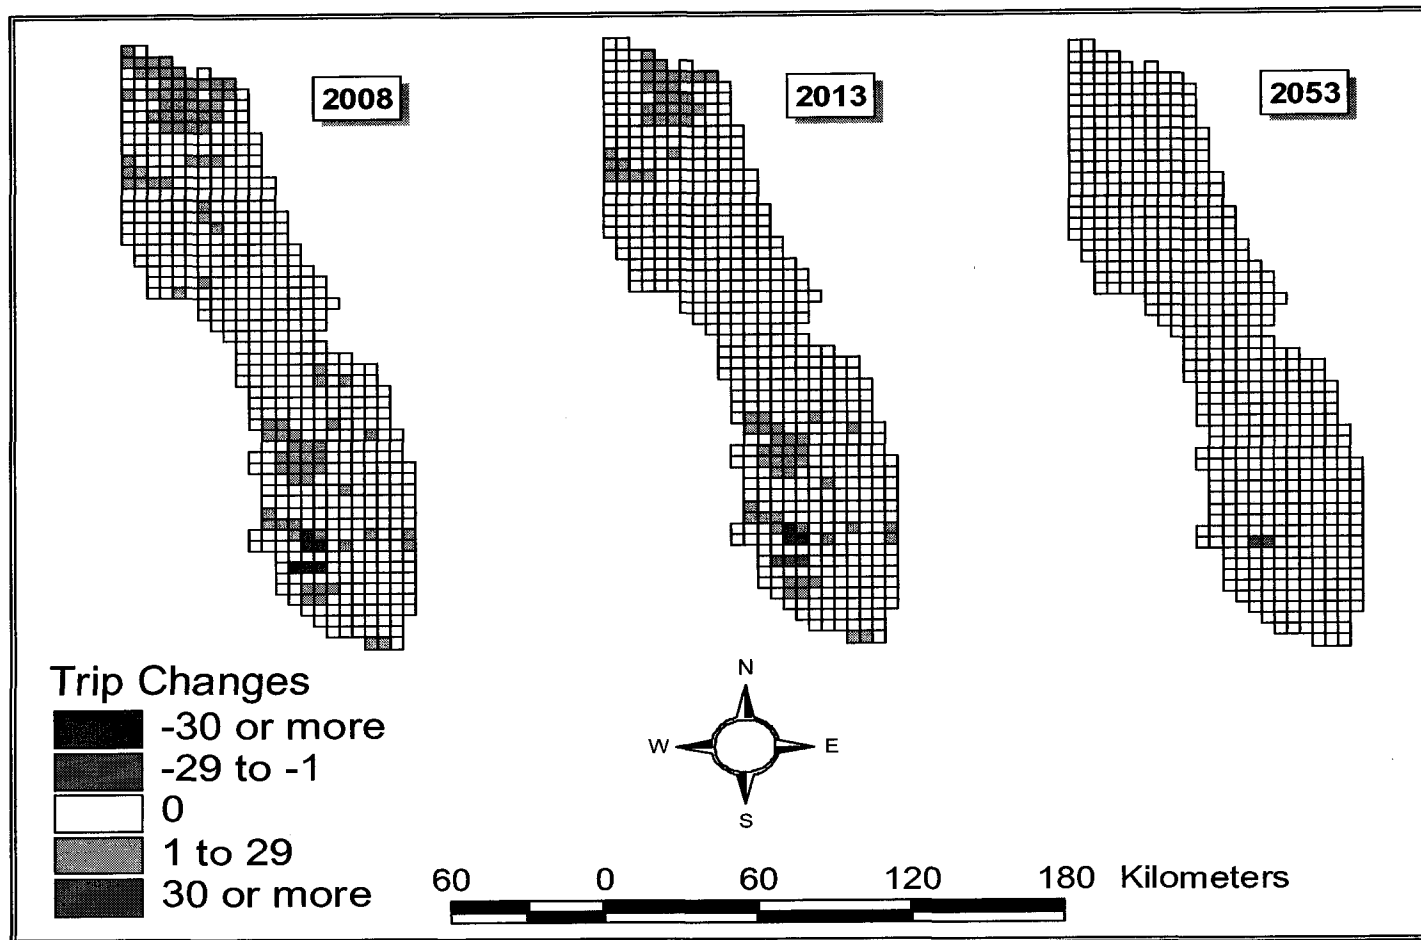 2008
2013
2053
Trip Changes
-30 or more
-29 to -1
0
1 to 29
30 or more
N
W
E
S
60 0 60 120 180 Kilometers